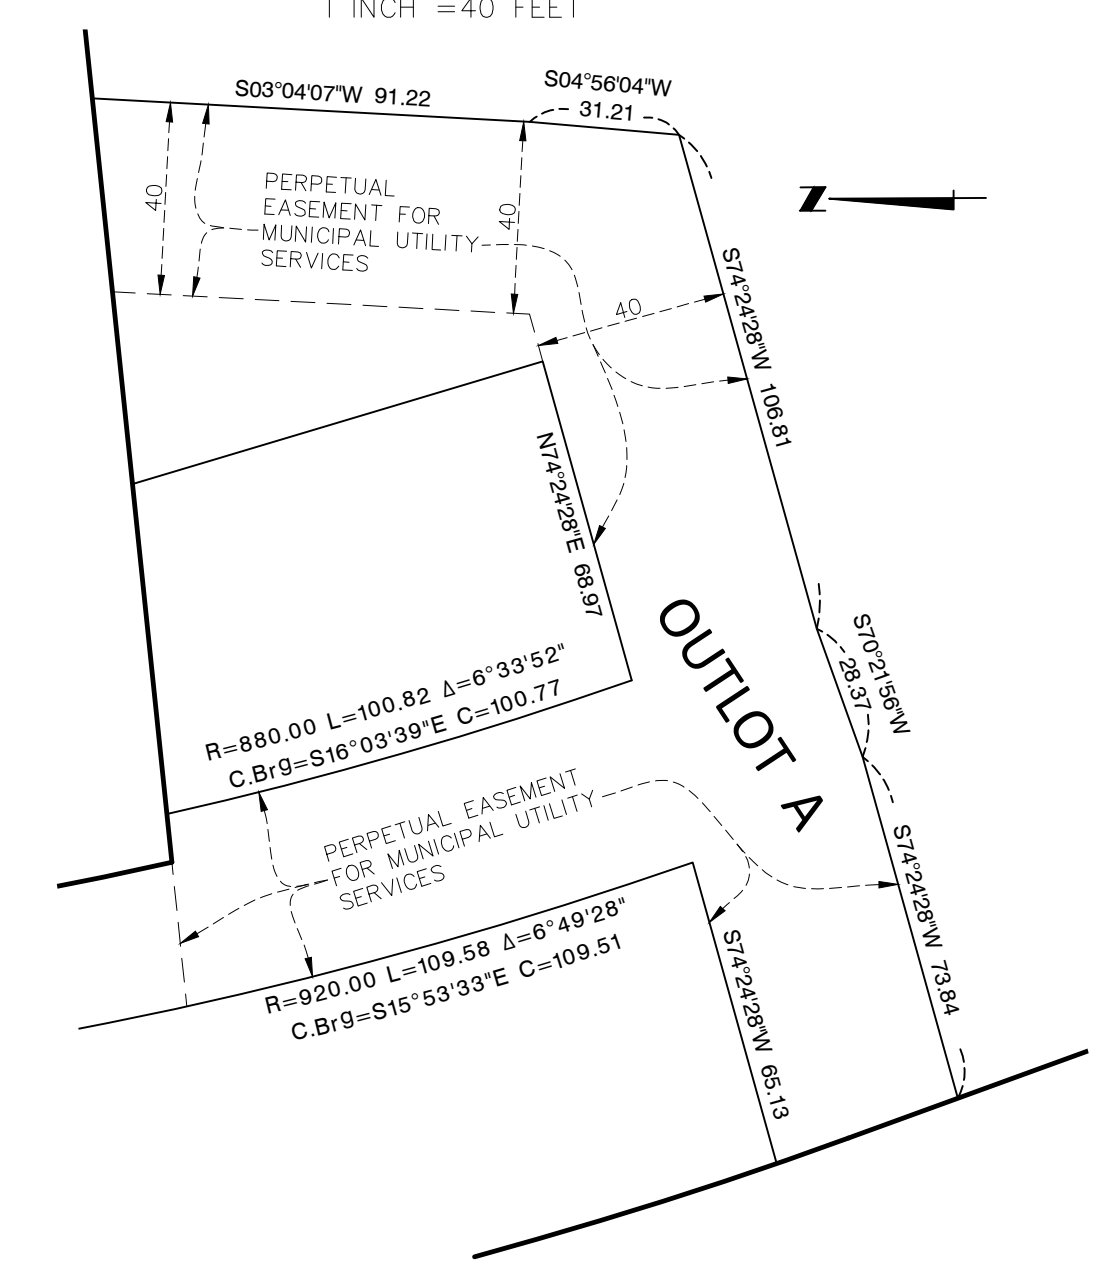 1 INCH =40 FEET
S03°04'07"W 91.22
S04°56'04"W
31.21
40
PERPETUAL
EASEMENT FOR
MUNICIPAL UTILITY
SERVICES
40
N
40
S74°24'28"W 106.81
N74°24'28"E 68.97
OUTLOT A
S70°21'56"W
28.37
R=880.00 L=100.82 Δ=6°33'52"
C.Brg=S16°03'39"E C=100.77
PERPETUAL EASEMENT
FOR MUNICIPAL UTILITY
SERVICES
S74°24'28"W 73.84
R=920.00 L=109.58 Δ=6°49'28"
C.Brg=S15°53'33"E C=109.51
S74°24'28"W 65.13